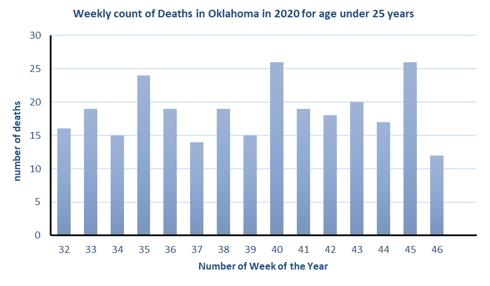 Weekly count of Deaths in Oklahoma in 2020 for age under 25 years
number of deaths
30
25
20
15
10
5
0
32 33 34 35 36 37 38 39 40 41 42 43 44 45 46
Number of Week of the Year